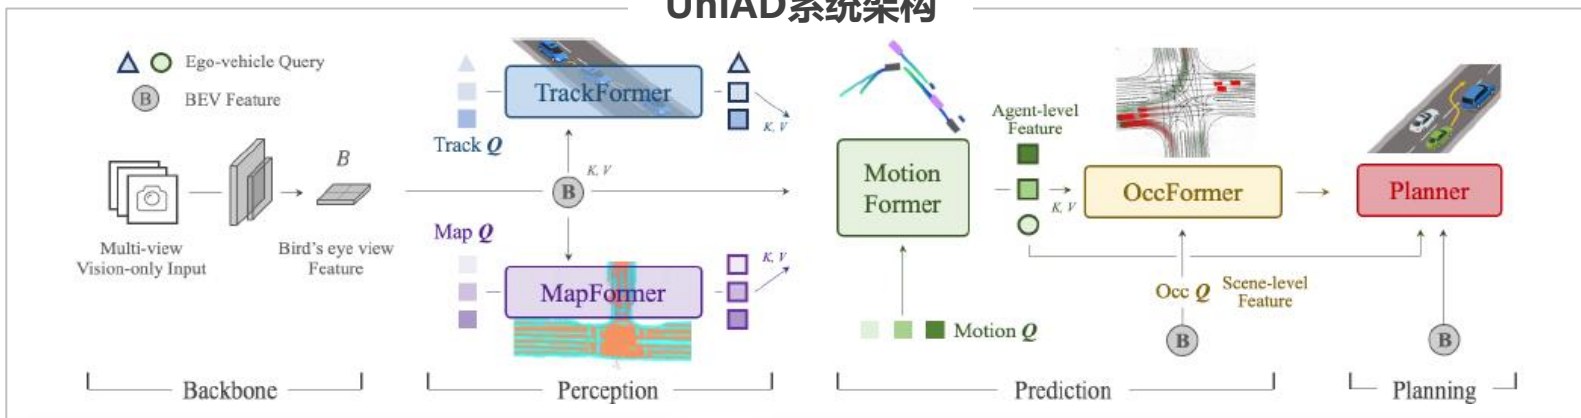 UniAD系统架构
Ego-vehicle Query
B
BEV Feature
B
Multi-view
Vision-only Input
Bird's eye view
Feature
TrackFormer
K, V
Track Q
K, V
B
Map Q
K, V
MapFormer
Motion
Former
Agent-level
Feature
K, V
OccFormer
Planner
Occ Q
Scene-level
Feature
Motion Q
B
B
Backbone
Perception
Prediction
Planning